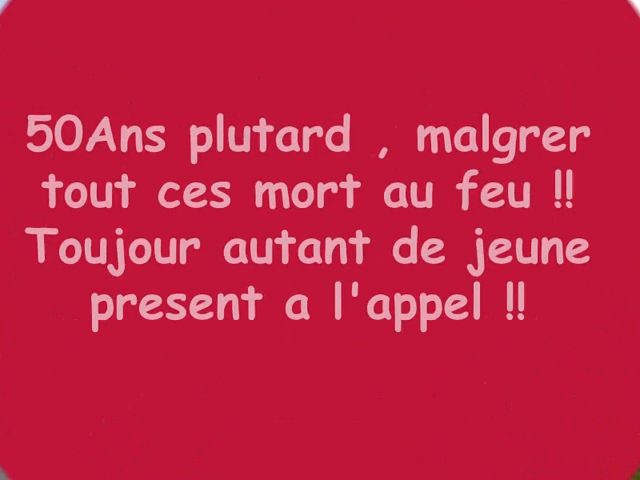 50Ans plutard , malgrer
tout ces mort au feu !!
Toujour autant de jeune
present a l'appel !!